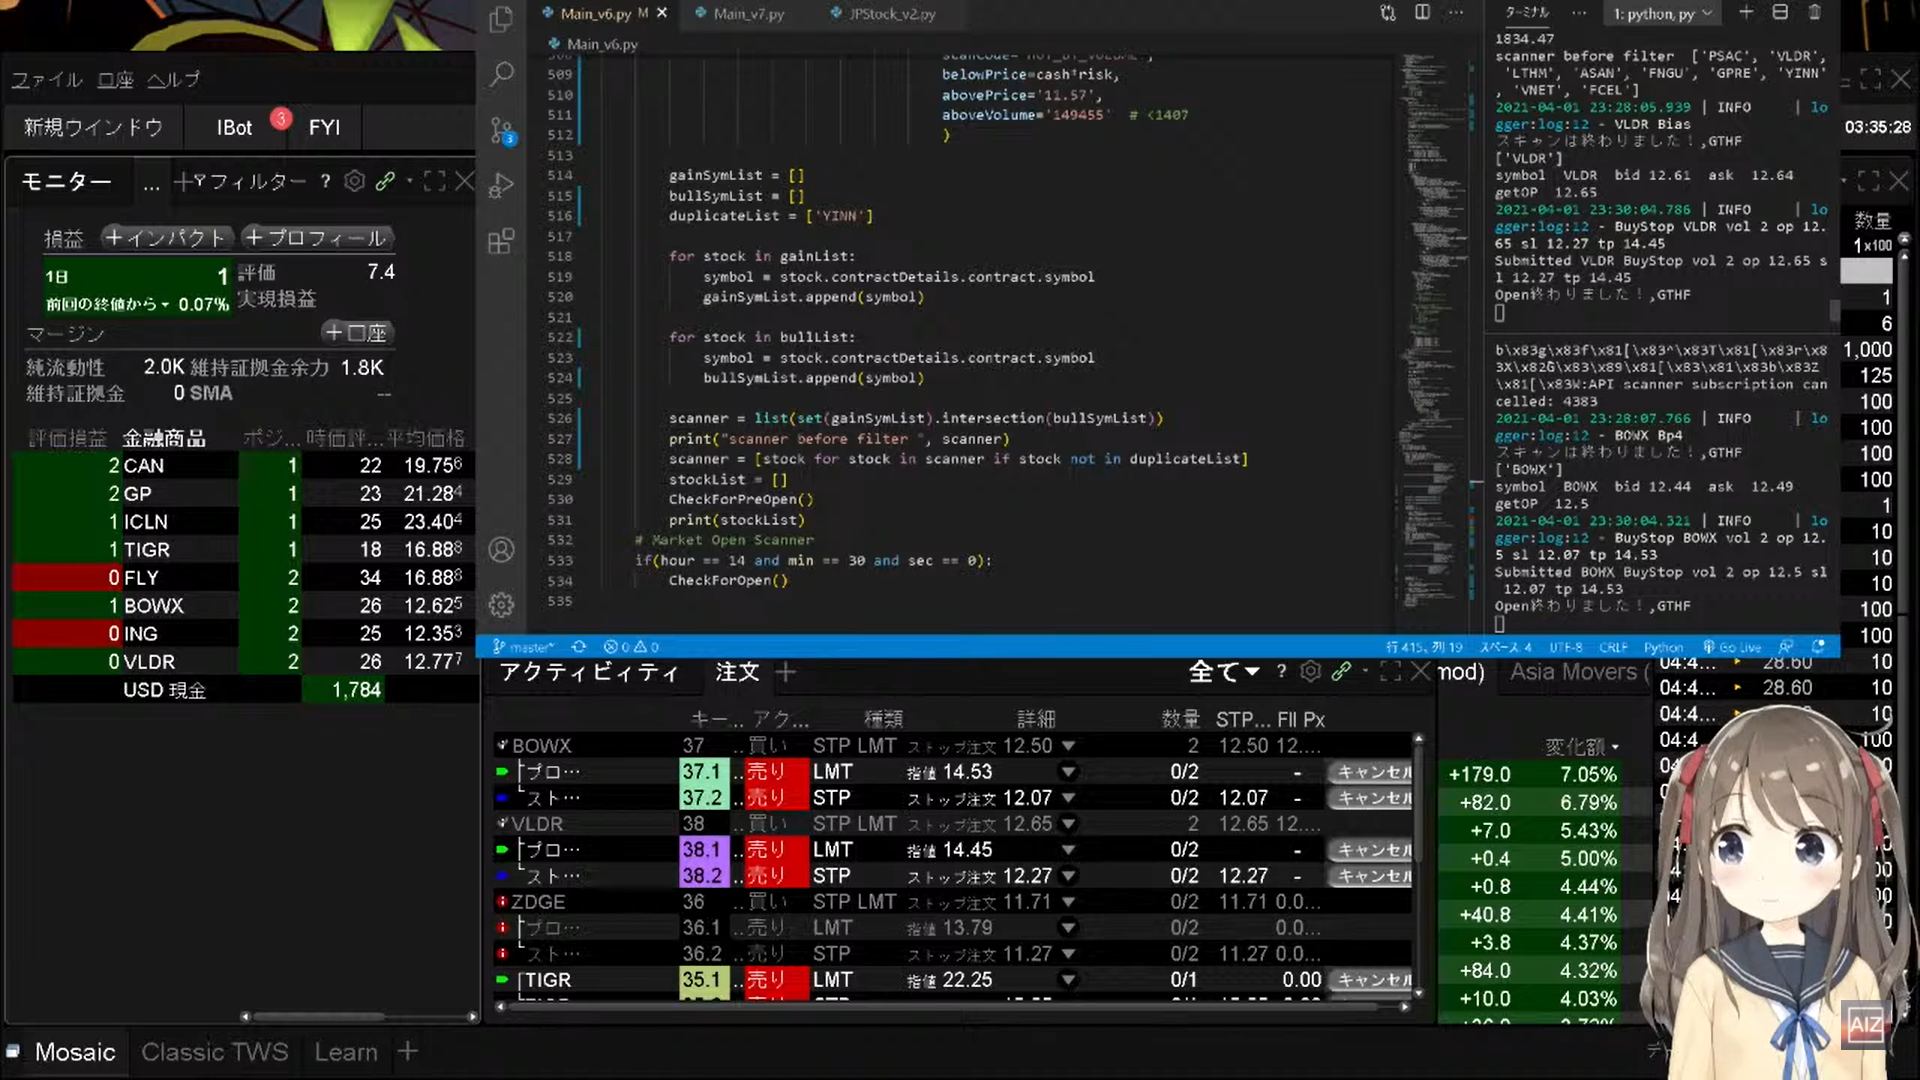 ファイル 口座 ヘルプ
新規ウインドウ IBot 3 FYI
モニター ... フィルター ?
損益 +インパクト +プロフィール
1日 1 評価 7.4
前回の終値から 0.07% 実現損益
マージン +口座
純流動性 2.0K 維持証拠金余力 1.8K
維持証拠金 0 SMA --
評価損益 金融商品 ポジ... 時価評... 平均価格
2 CAN 1 22 19.756
2 GP 1 23 21.284
1 ICLN 1 25 23.404
1 TIGR 1 18 16.888
0 FLY 2 34 16.888
1 BOWX 2 26 12.625
0 ING 2 25 12.353
0 VLDR 2 26 12.777
USD 現金 1,784
Mosaic Classic TWS Learn +
Main_v6.py M Main_v7.py JPStock_v2.py
Main_v6.py
509 belowPrice=cash*risk,
510 abovePrice='11.57',
511 aboveVolume='149455' # <1407
512 )
513
514 gainSymList = []
515 bullSymList = []
516 duplicateList = ['YINN']
517
518 for stock in gainList:
519 symbol = stock.contractDetails.contract.symbol
520 gainSymList.append(symbol)
521
522 for stock in bullList:
523 symbol = stock.contractDetails.contract.symbol
524 bullSymList.append(symbol)
525
526 scanner = list(set(gainSymList).intersection(bullSymList))
527 print("scanner before filter ", scanner)
528 scanner = [stock for stock in scanner if stock not in duplicateList]
529 stockList = []
530 CheckForPreOpen()
531 print(stockList)
532 # Market Open Scanner
533 if(hour == 14 and min == 30 and sec == 0):
534 CheckForOpen()
535
master* 0 0 行 415, 列 19 スペース: 4 UTF-8 CRLF Python Go Live
ターミナル ... 1: python, py
1834.47
scanner before filter ['PSAC', 'VLDR',
'LTHM', 'ASAN', 'FNGU', 'GPRE', 'YINN'
, 'VNET', 'FCEL']
2021-04-01 23:28:05.939 | INFO | lo
gger:log:12 - VLDR Bias
スキャンは終わりました！,GTHF
['VLDR']
symbol VLDR bid 12.61 ask 12.64
getOP 12.65
2021-04-01 23:30:04.786 | INFO | lo
gger:log:12 - BuyStop VLDR vol 2 op 12.
65 sl 12.27 tp 14.45
Submitted VLDR BuyStop vol 2 op 12.65 s
l 12.27 tp 14.45
Open終わりました！,GTHF
b\x83g\x83f\x81[\x83^\x83T\x81[\x83r\x8
3X\x82G\x83\x89\x81[\x83\x81\x83b\x83Z
\x81[\x83W:API scanner subscription can
celled: 4383
2021-04-01 23:28:07.766 | INFO | lo
gger:log:12 - BOWX Bp4
スキャンは終わりました！,GTHF
['BOWX']
symbol BOWX bid 12.44 ask 12.49
getOP 12.5
2021-04-01 23:30:04.321 | INFO | lo
gger:log:12 - BuyStop BOWX vol 2 op 12.
5 sl 12.07 tp 14.53
Submitted BOWX BuyStop vol 2 op 12.5 sl
12.07 tp 14.53
Open終わりました！,GTHF
03:35:28
数量
1x100
1
6
1,000
125
100
100
100
100
100
1
10
10
10
10
100
100
アクティビティ 注文 + 全て ?
キー... アク... 種類 詳細 数量 STP... Fll Px
BOWX 37 ..買い STP LMT ストップ注文 12.50 2 12.50 12....
プロ… 37.1 ..売り LMT 指値 14.53 0/2 - キャンセル
スト… 37.2 ..売り STP ストップ注文 12.07 0/2 12.07 - キャンセル
VLDR 38 ..買い STP LMT ストップ注文 12.65 2 12.65 12....
プロ… 38.1 ..売り LMT 指値 14.45 0/2 - キャンセル
スト… 38.2 ..売り STP ストップ注文 12.27 0/2 12.27 - キャンセル
ZDGE 36 ..買い STP LMT ストップ注文 11.71 0/2 11.71 0.0...
プロ… 36.1 ..売り LMT 指値 13.79 0/2 0.0...
スト… 36.2 ..売り STP ストップ注文 11.27 0/2 11.27 0.0...
TIGR 35.1 ..売り LMT 指値 22.25 0/1 0.00 キャンセル
mod) Asia Movers (
変化額
+179.0 7.05%
+82.0 6.79%
+7.0 5.43%
+0.4 5.00%
+0.8 4.44%
+40.8 4.41%
+3.8 4.37%
+84.0 4.32%
+10.0 4.03%
04:4... 28.60 10
04:4... 28.60 10
04:4... 10
04:4... 100
AIZ